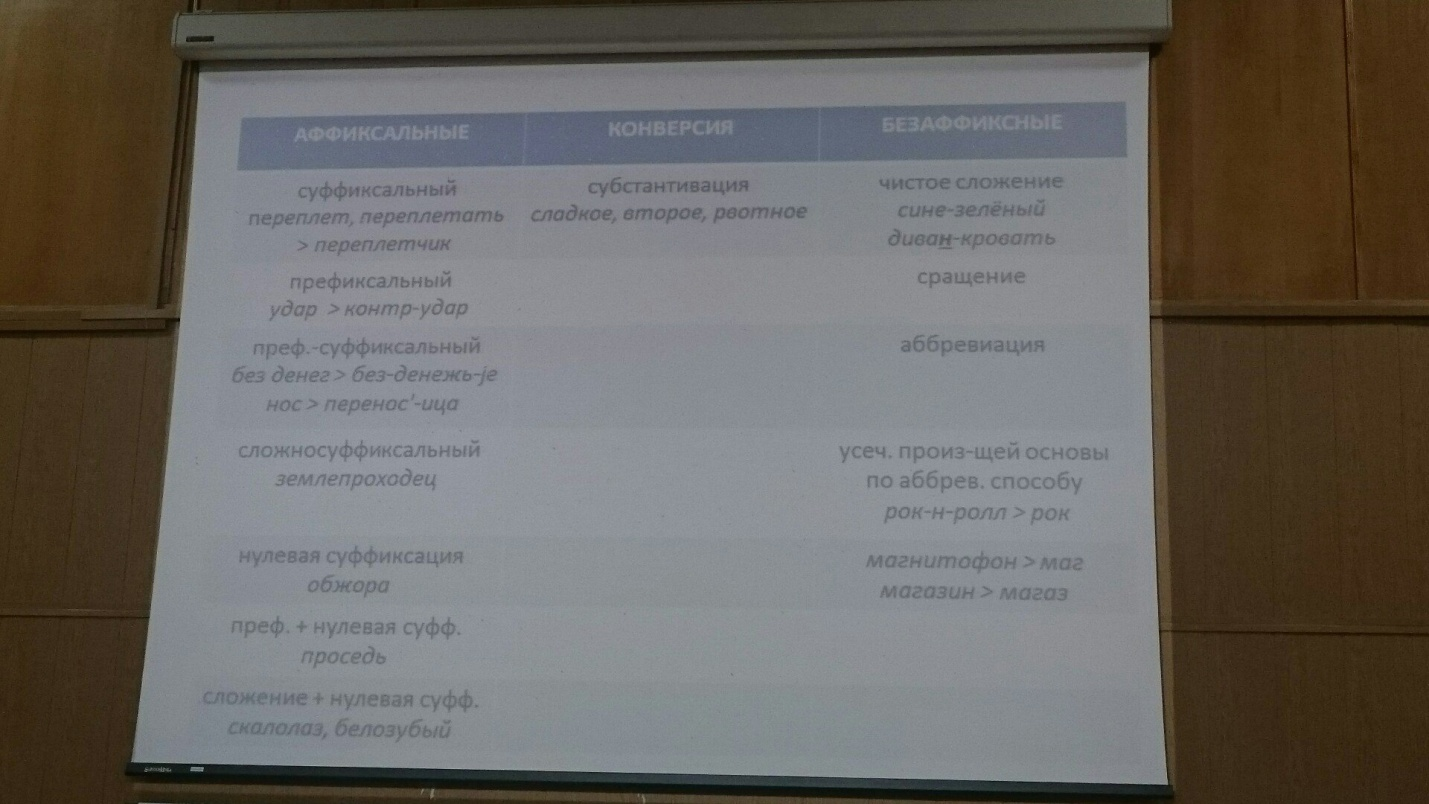 АФФИКСАЛЬНЫЕ
КОНВЕРСИЯ
БЕЗАФФИКСНЫЕ
суффиксальный
переплет, переплетать
> переплетчик
субстантивация
сладкое, второе, рвотное
чистое сложение
сине-зелёный
диван-кровать
префиксальный
удар > контр-удар
сращение
преф.-суффиксальный
без денег > без-денежь-је
нос > перенос'-ица
аббревиация
сложносуффиксальный
землепроходец
усеч. произ-щей основы
по аббрев. способу
рок-н-ролл > рок
нулевая суффиксация
обжора
магнитофон > маг
магазин > магаз
преф. + нулевая суфф.
проседь
сложение + нулевая суфф.
скалолаз, белозубый